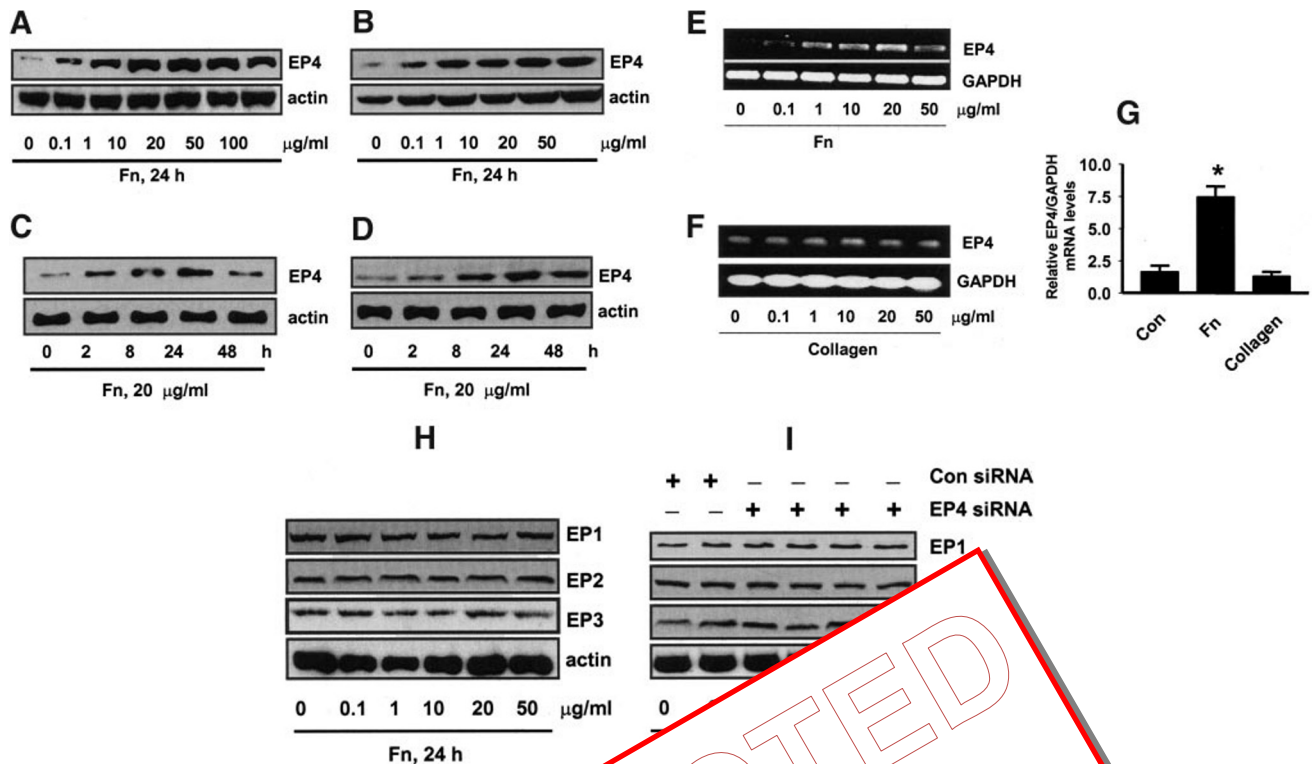 A
EP4
actin
0 0.1 1 10 20 50 100 μg/ml
Fn, 24 h
B
EP4
actin
0 0.1 1 10 20 50 μg/ml
Fn, 24 h
C
EP4
actin
0 2 8 24 48 h
Fn, 20 μg/ml
D
EP4
actin
0 2 8 24 48 h
Fn, 20 μg/ml
E
EP4
GAPDH
0 0.1 1 10 20 50 μg/ml
Fn
F
EP4
GAPDH
0 0.1 1 10 20 50 μg/ml
Collagen
G
Relative EP4/GAPDH
mRNA levels
10.0
7.5
5.0
2.5
0.0
*
Con
Fn
Collagen
H
EP1
EP2
EP3
actin
0 0.1 1 10 20 50 μg/ml
Fn, 24 h
I
+ + – – – – Con siRNA
– – + + + + EP4 siRNA
EP1
0
TED